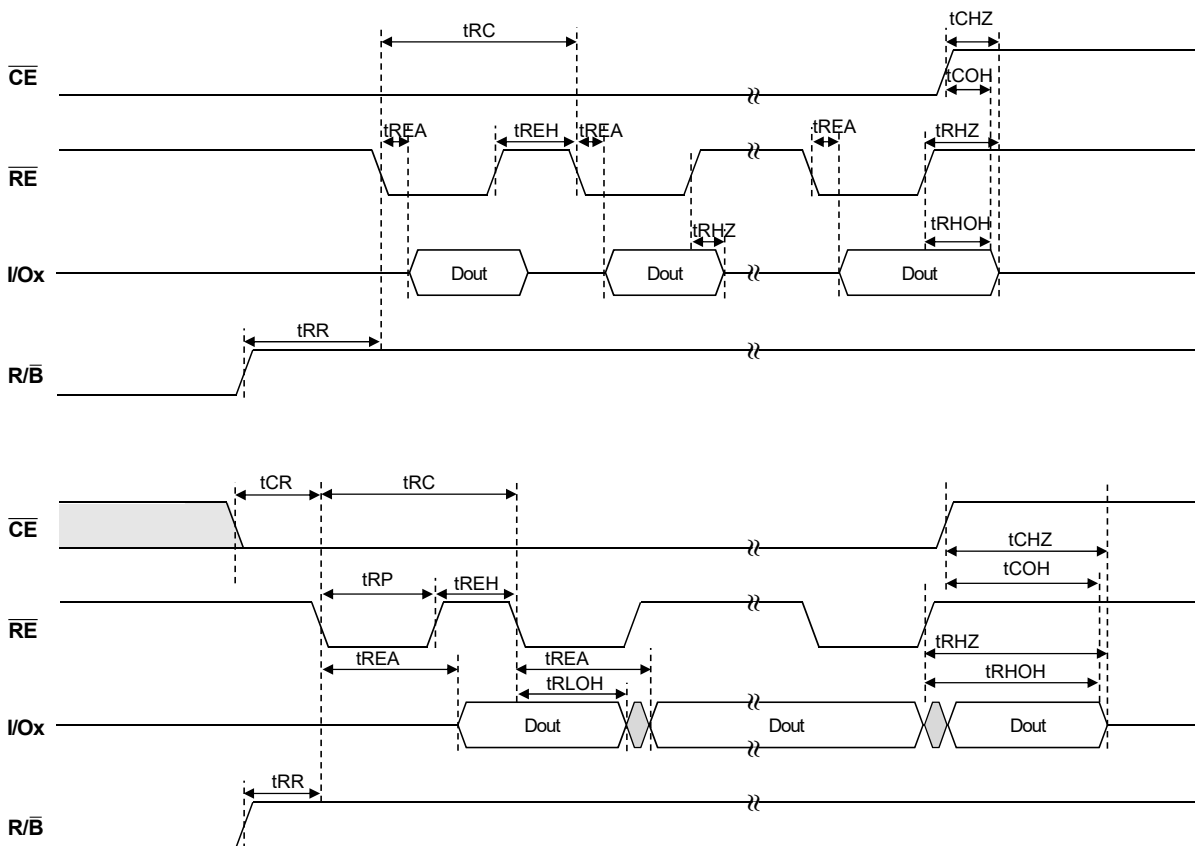 tCHZ
tRC
CE
tCOH
tREA
tREH
tREA
tREA
tRHZ
RE
tRHZ
tRHOH
I/Ox
Dout
Dout
Dout
tRR
R/B̅
tCR
tRC
CE
tCHZ
tCOH
tRP
tREH
RE
tREA
tREA
tRHZ
tRLOH
tRHOH
I/Ox
Dout
Dout
Dout
tRR
R/B̅